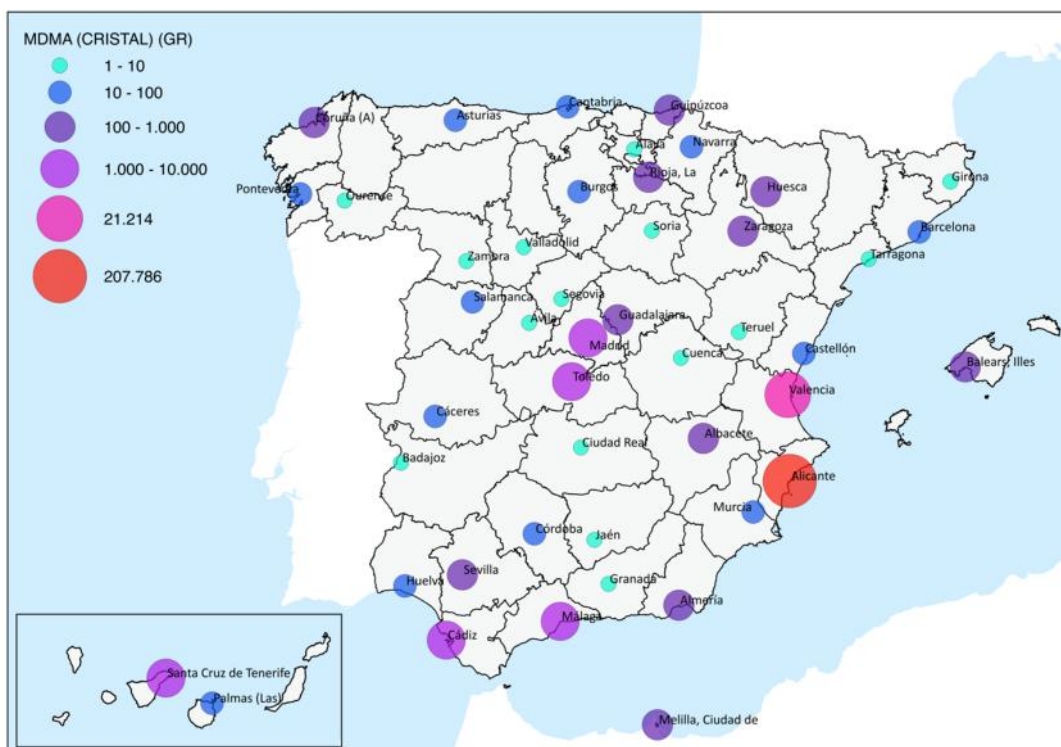 MDMA (CRISTAL) (GR)
1 - 10
10 - 100
100 - 1.000
1.000 - 10.000
21.214
207.786
Coruña (A)
Asturias
Cantabria
Guipúzcoa
Alava
Navarra
Pontevedra
Ourense
Burgos
Rioja, La
Huesca
Girona
Zamora
Valladolid
Soria
Zaragoza
Barcelona
Tarragona
Salamanca
Segovia
Ávila
Guadalajara
Madrid
Teruel
Castellón
Cuenca
Balears, Illes
Toledo
Valencia
Cáceres
Albacete
Ciudad Real
Badajoz
Alicante
Murcia
Córdoba
Jaén
Huelva
Sevilla
Granada
Almería
Málaga
Cádiz
Santa Cruz de Tenerife
Palmas (Las)
Melilla, Ciudad de